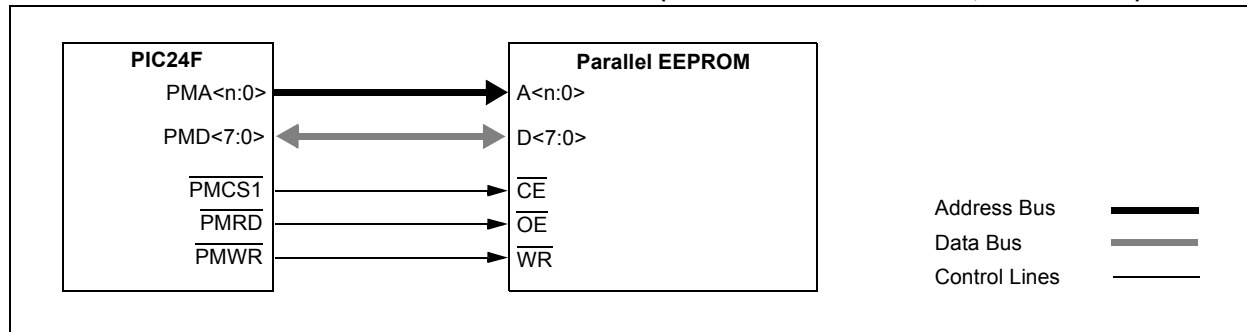 PIC24F
Parallel EEPROM
PMA<n:0>
A<n:0>
PMD<7:0>
D<7:0>
PMCS1
CE
PMRD
OE
PMWR
WR
Address Bus
Data Bus
Control Lines